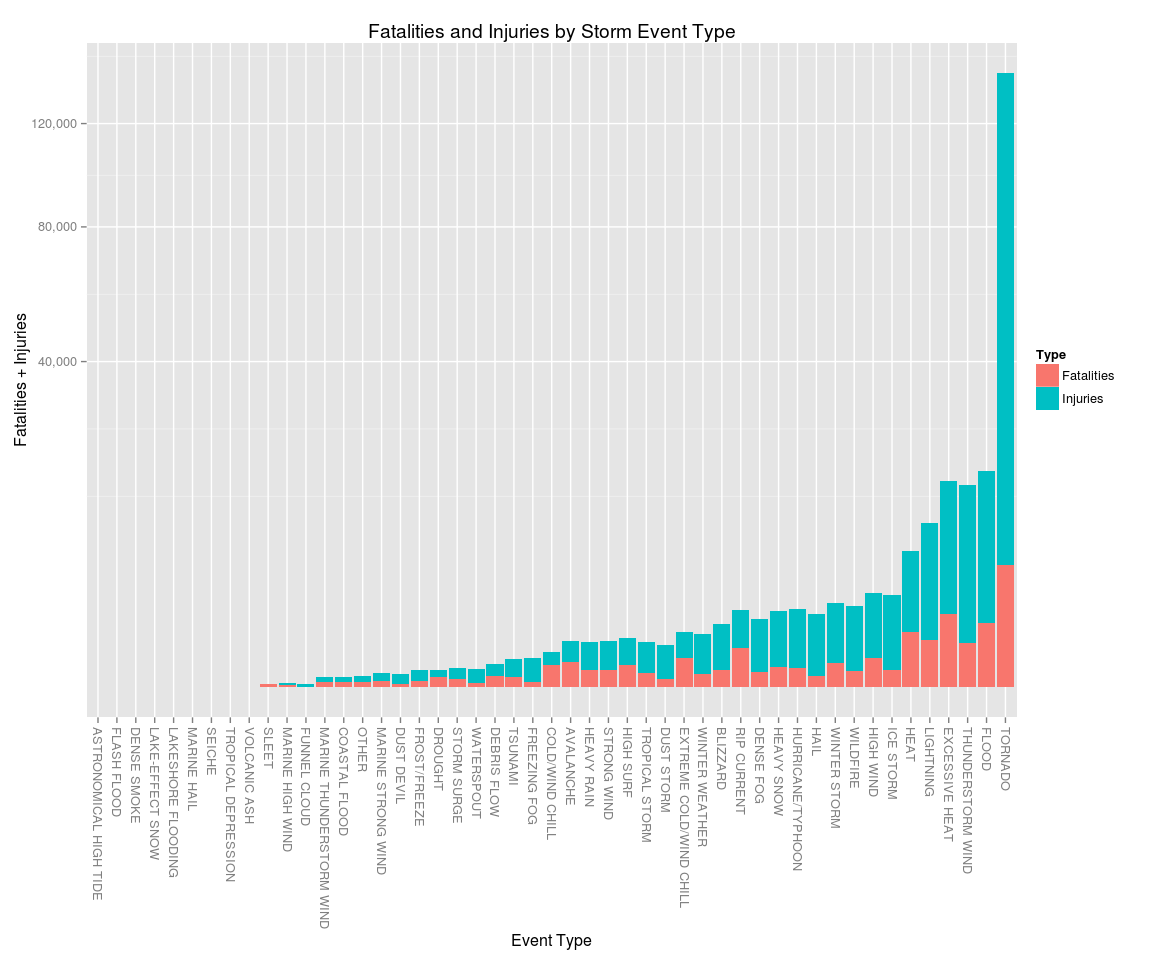 Fatalities and Injuries by Storm Event Type
120,000
80,000
40,000
Fatalities + Injuries
Type
Fatalities
Injuries
ASTRONOMICAL HIGH TIDE
FLASH FLOOD
DENSE SMOKE
LAKE-EFFECT SNOW
LAKESHORE FLOODING
MARINE HAIL
SEICHE
TROPICAL DEPRESSION
VOLCANIC ASH
SLEET
MARINE HIGH WIND
FUNNEL CLOUD
MARINE THUNDERSTORM WIND
COASTAL FLOOD
OTHER
MARINE STRONG WIND
DUST DEVIL
FROST/FREEZE
DROUGHT
STORM SURGE
WATERSPOUT
DEBRIS FLOW
TSUNAMI
FREEZING FOG
COLD/WIND CHILL
AVALANCHE
HEAVY RAIN
STRONG WIND
HIGH SURF
TROPICAL STORM
DUST STORM
EXTREME COLD/WIND CHILL
WINTER WEATHER
BLIZZARD
RIP CURRENT
DENSE FOG
HEAVY SNOW
HURRICANE/TYPHOON
HAIL
WINTER STORM
WILDFIRE
HIGH WIND
ICE STORM
HEAT
LIGHTNING
EXCESSIVE HEAT
THUNDERSTORM WIND
FLOOD
TORNADO
Event Type